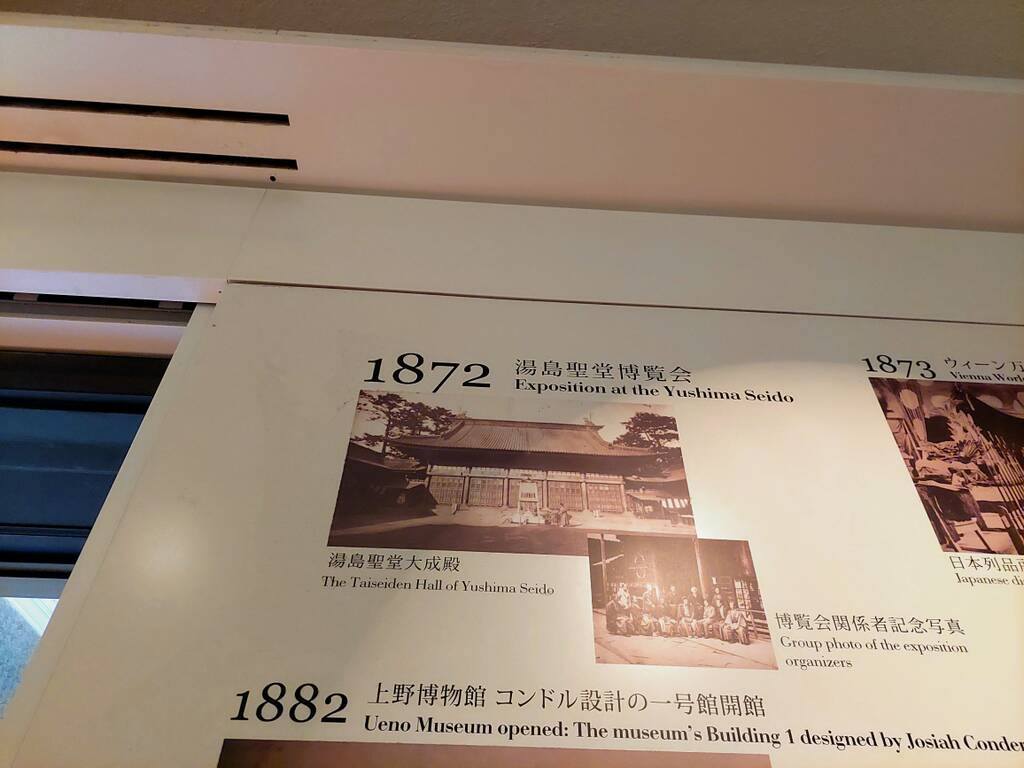 1872
湯島聖堂博覧会
Exposition at the Yushima Seido
1873
ウィーン万
Vienna World
湯島聖堂大成殿
The Taiseiden Hall of Yushima Seido
博覧会関係者記念写真
Group photo of the exposition
organizers
日本列品
Japanese di
1882
上野博物館 コンドル設計の一号館開館
Ueno Museum opened: The museum's Building 1 designed by Josiah Conder